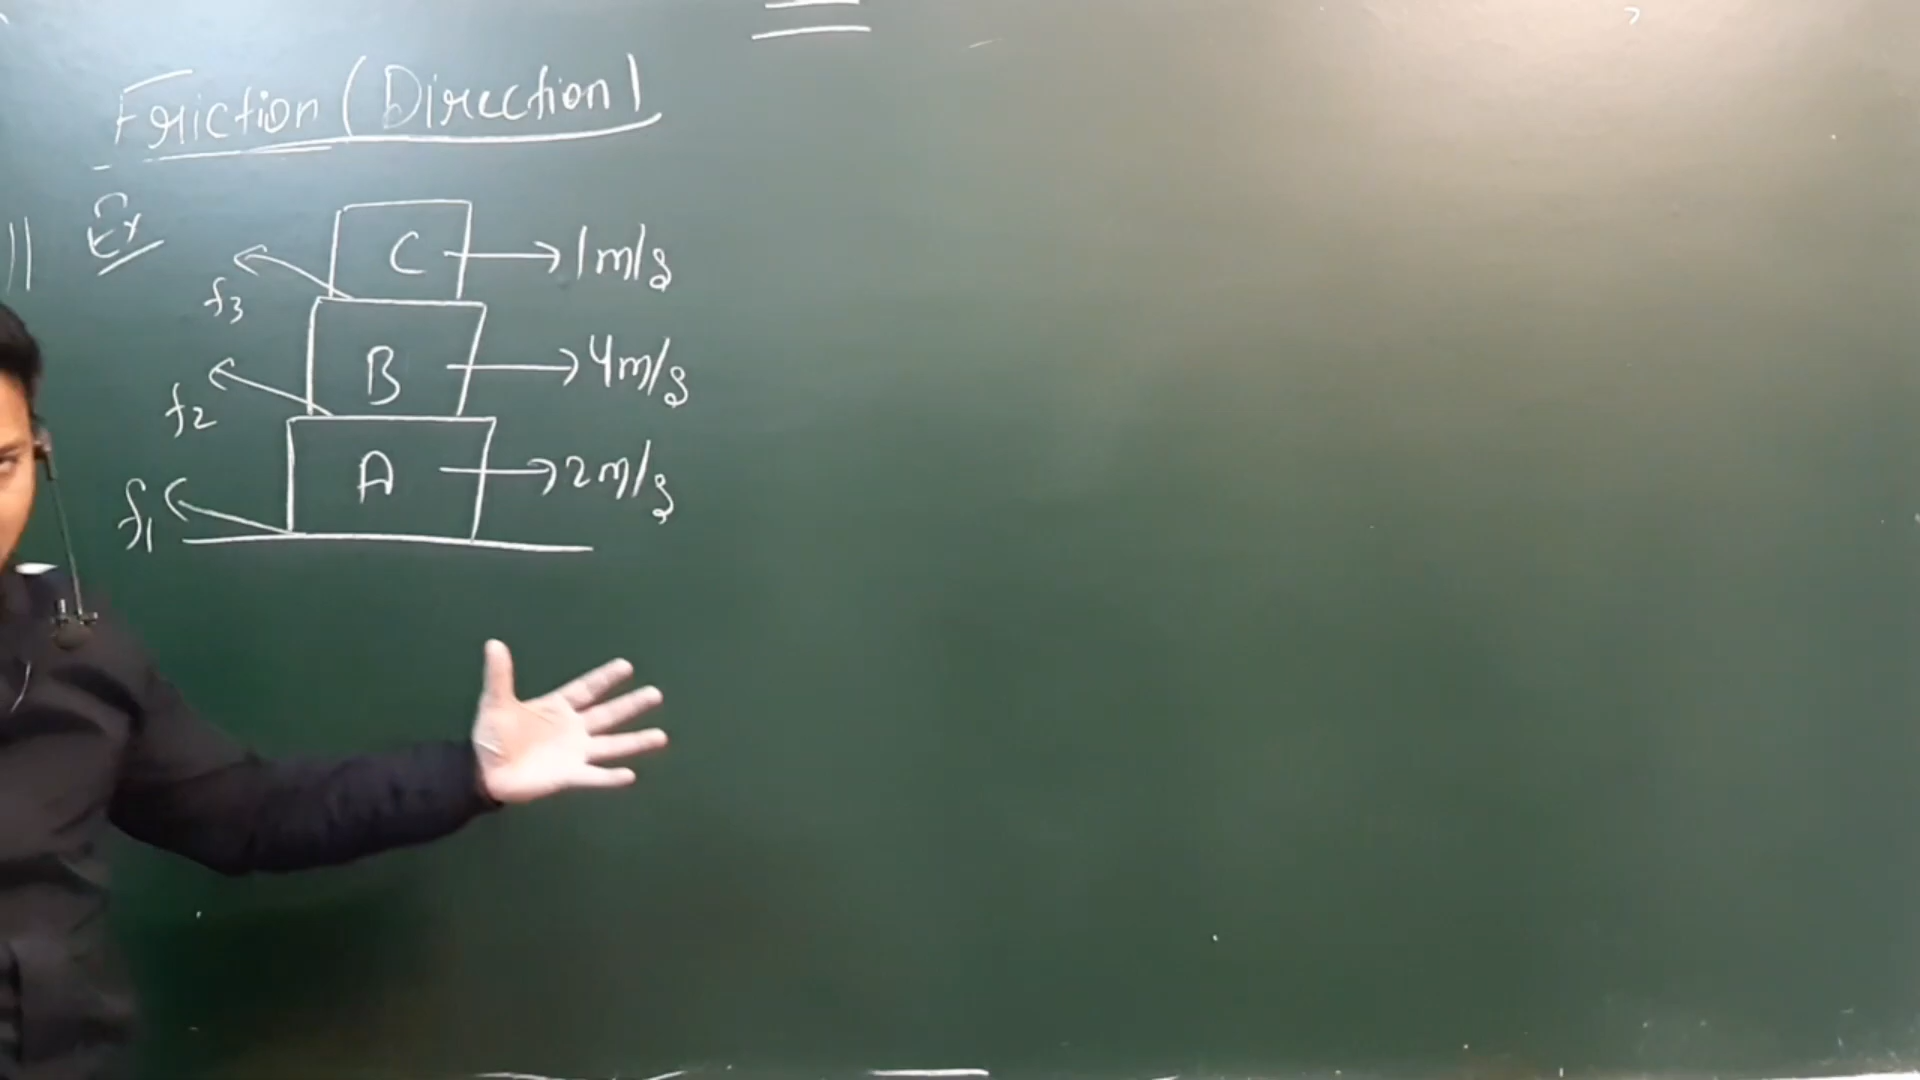 Friction (Direction)
Ex
C 1m/s
f3
B 4m/s
f2
A 2m/s
f1